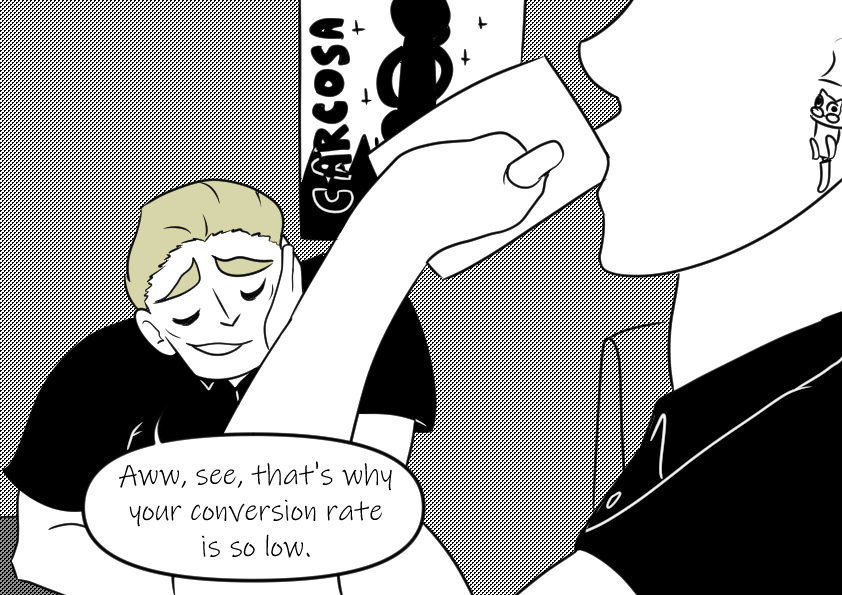 CARCOSA
Aww, see, that's why
your conversion rate
is so low.